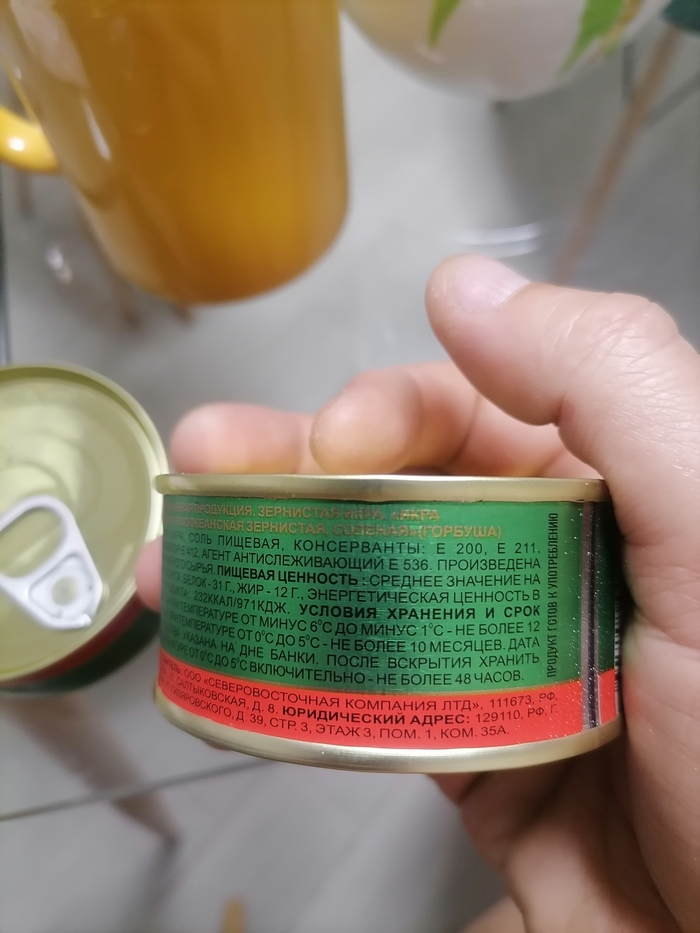 ПРОДУКЦИЯ. ЗЕРНИСТАЯ ИКРА. «ИКРА
ЗЕРНИСТАЯ, СОЛЕНАЯ (ГОРБУША)
СОЛЬ ПИЩЕВАЯ, КОНСЕРВАНТЫ: Е 200, Е 211.
Е 412, АГЕНТ АНТИСЛЕЖИВАЮЩИЙ Е 536. ПРОИЗВЕДЕНА
ПИЩЕВАЯ ЦЕННОСТЬ : СРЕДНЕЕ ЗНАЧЕНИЕ НА
БЕЛОК - 31 Г., ЖИР - 12 Г., ЭНЕРГЕТИЧЕСКАЯ ЦЕННОСТЬ В
232ККАЛ/971КДЖ. УСЛОВИЯ ХРАНЕНИЯ И СРОК
ТЕМПЕРАТУРЕ ОТ МИНУС 6°С ДО МИНУС 1°С - НЕ БОЛЕЕ 12
ТЕМПЕРАТУРЕ ОТ 0°С ДО 5°С - НЕ БОЛЕЕ 10 МЕСЯЦЕВ. ДАТА
УКАЗАНА НА ДНЕ БАНКИ. ПОСЛЕ ВСКРЫТИЯ ХРАНИТЬ
ОТ 0°С ДО 5°С ВКЛЮЧИТЕЛЬНО - НЕ БОЛЕЕ 48 ЧАСОВ.
ПРОДУКТ ГОТОВ К УПОТРЕБЛЕНИЮ
ООО «СЕВЕРОВОСТОЧНАЯ КОМПАНИЯ ЛТД», 111673, РФ,
САЛТЫКОВСКАЯ, Д. 8. ЮРИДИЧЕСКИЙ АДРЕС: 129110, РФ, Г.
Д. 39, СТР. 3, ЭТАЖ 3, ПОМ. 1, КОМ. 35А.